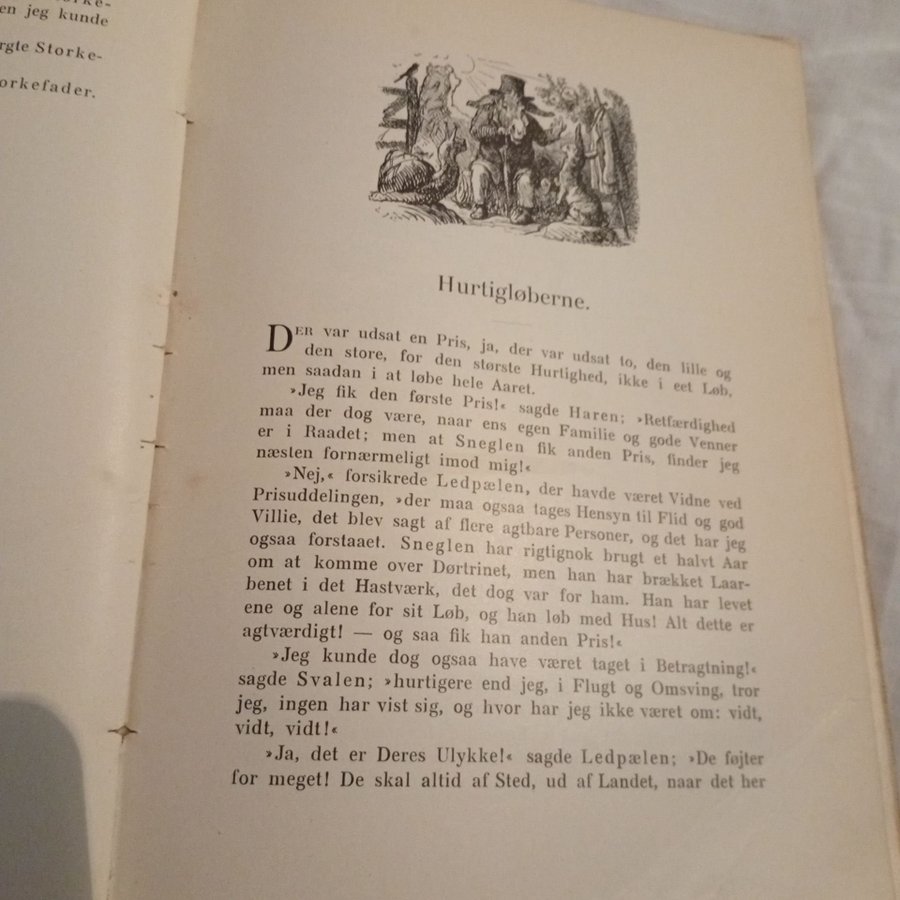 en jeg kunde
rgte Storke-
orkefader.
Hurtigløberne.
DER var udsat en Pris, ja, der var udsat to, den lille og
den store, for den største Hurtighed, ikke i eet Løb,
men saadan i at løbe hele Aaret.
»Jeg fik den første Pris!« sagde Haren; »Retfærdighed
maa der dog være, naar ens egen Familie og gode Venner
er i Raadet; men at Sneglen fik anden Pris, finder jeg
næsten fornærmeligt imod mig!«
»Nej,« forsikrede Ledpælen, der havde været Vidne ved
Prisuddelingen, »der maa ogsaa tages Hensyn til Flid og god
Villie, det blev sagt af flere agtbare Personer, og det har jeg
ogsaa forstaaet. Sneglen har rigtignok brugt et halvt Aar
om at komme over Dørtrinet, men han har brækket Laar-
benet i det Hastværk, det dog var for ham. Han har levet
ene og alene for sit Løb, og han løb med Hus! Alt dette er
agtværdigt! — og saa fik han anden Pris!«
»Jeg kunde dog ogsaa have været taget i Betragtning!«
sagde Svalen; »hurtigere end jeg, i Flugt og Omsving, tror
jeg, ingen har vist sig, og hvor har jeg ikke været om: vidt,
vidt, vidt!«
»Ja, det er Deres Ulykke!« sagde Ledpælen; »De føjter
for meget! De skal altid af Sted, ud af Landet, naar det her